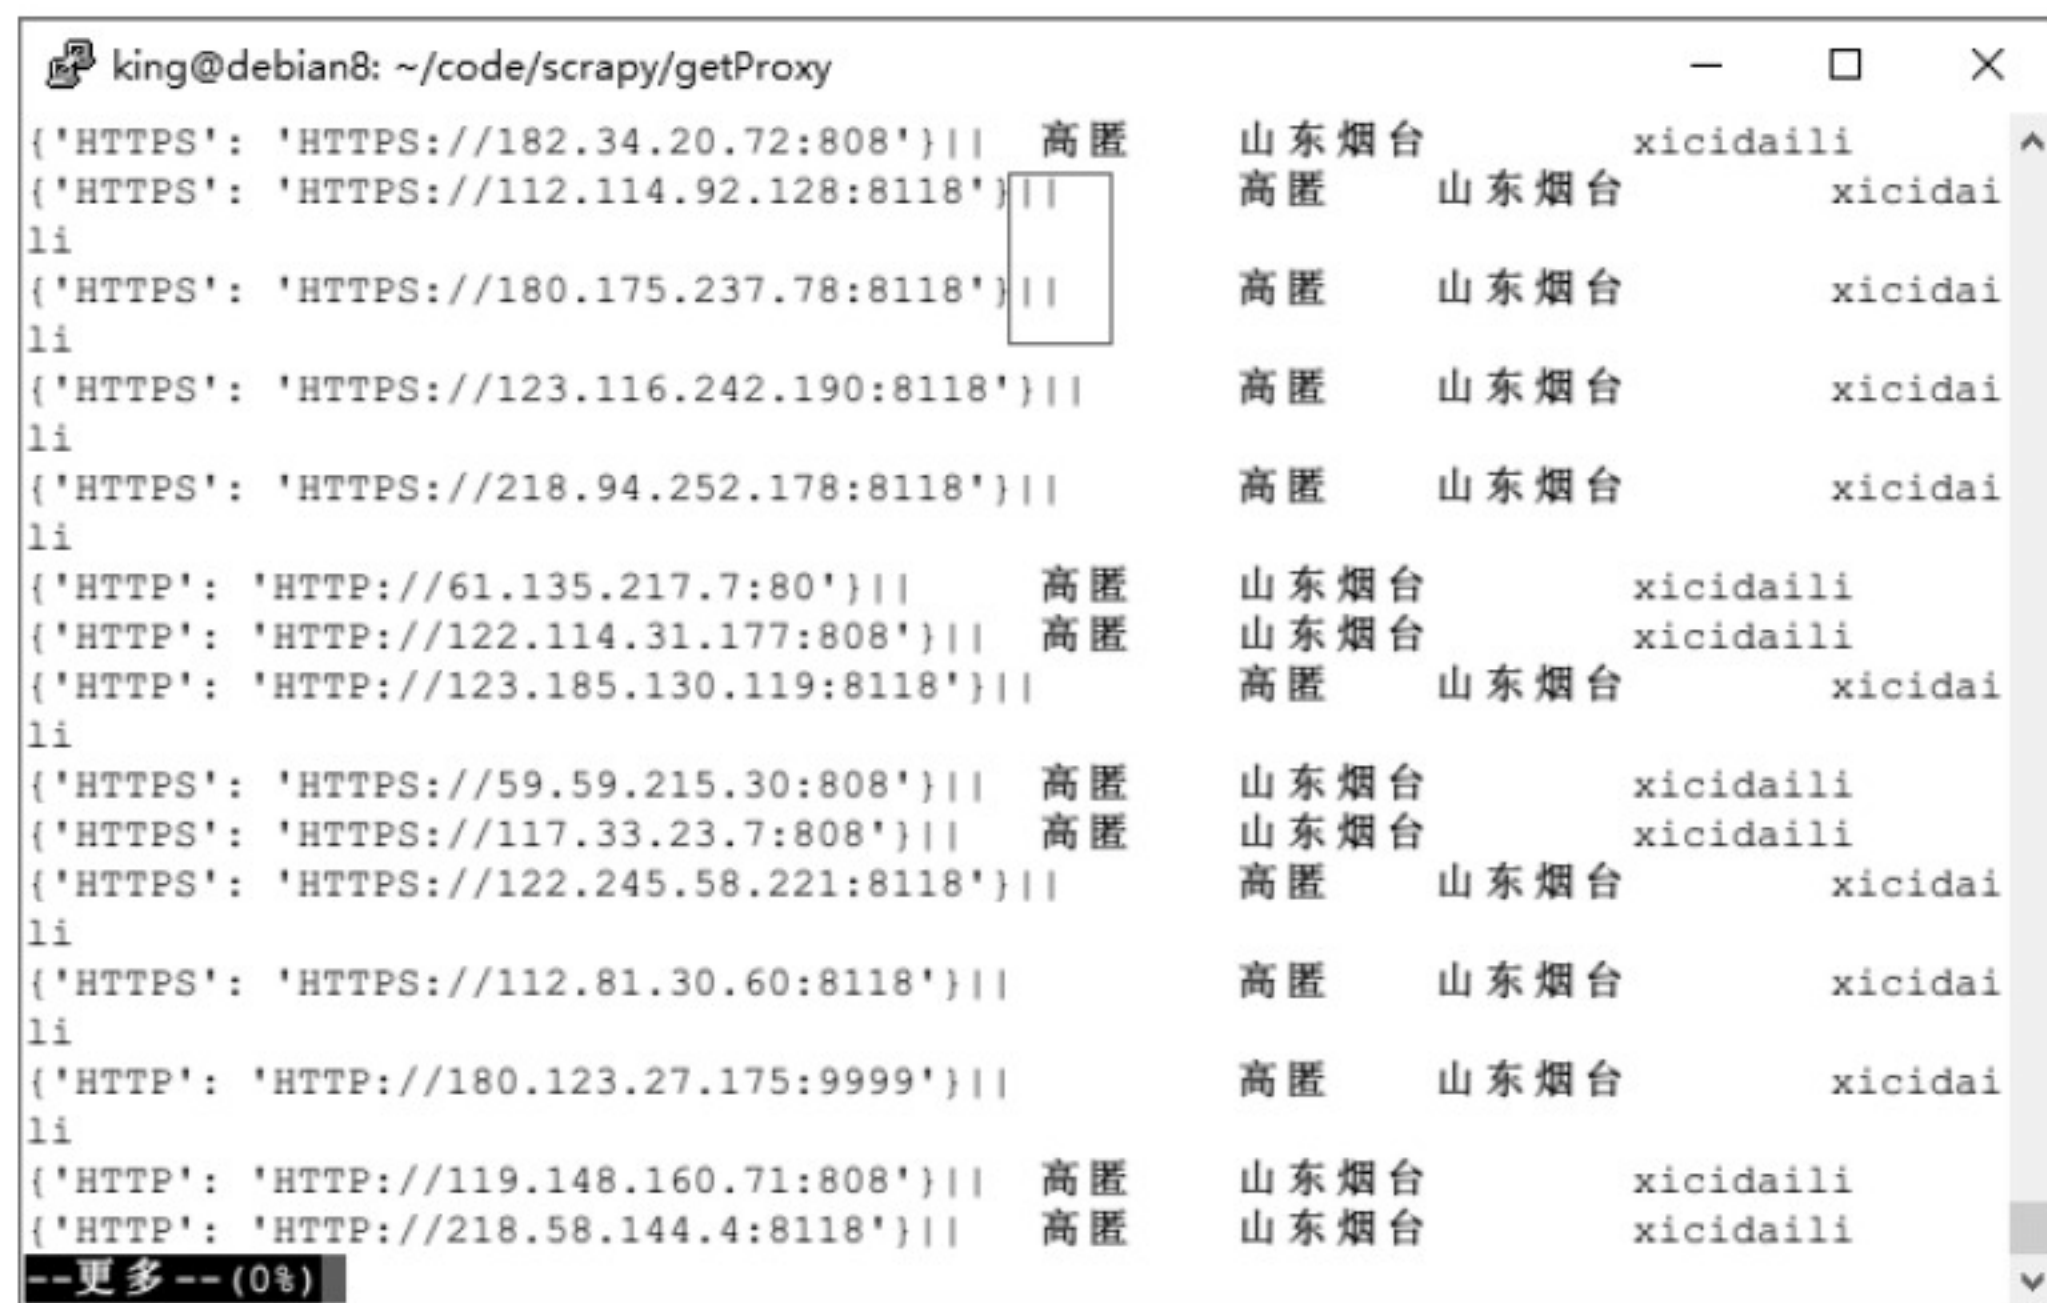 king@debian8: ~/code/scrapy/getProxy
{'HTTPS': 'HTTPS://182.34.20.72:808'}|| 高匿 山东烟台 xicidaili
{'HTTPS': 'HTTPS://112.114.92.128:8118'}|| 高匿 山东烟台 xicidai
li
{'HTTPS': 'HTTPS://180.175.237.78:8118'}|| 高匿 山东烟台 xicidai
li
{'HTTPS': 'HTTPS://123.116.242.190:8118'}|| 高匿 山东烟台 xicidai
li
{'HTTPS': 'HTTPS://218.94.252.178:8118'}|| 高匿 山东烟台 xicidai
li
{'HTTP': 'HTTP://61.135.217.7:80'}|| 高匿 山东烟台 xicidaili
{'HTTP': 'HTTP://122.114.31.177:808'}|| 高匿 山东烟台 xicidaili
{'HTTP': 'HTTP://123.185.130.119:8118'}|| 高匿 山东烟台 xicidai
li
{'HTTPS': 'HTTPS://59.59.215.30:808'}|| 高匿 山东烟台 xicidaili
{'HTTPS': 'HTTPS://117.33.23.7:808'}|| 高匿 山东烟台 xicidaili
{'HTTPS': 'HTTPS://122.245.58.221:8118'}|| 高匿 山东烟台 xicidai
li
{'HTTPS': 'HTTPS://112.81.30.60:8118'}|| 高匿 山东烟台 xicidai
li
{'HTTP': 'HTTP://180.123.27.175:9999'}|| 高匿 山东烟台 xicidai
li
{'HTTP': 'HTTP://119.148.160.71:808'}|| 高匿 山东烟台 xicidaili
{'HTTP': 'HTTP://218.58.144.4:8118'}|| 高匿 山东烟台 xicidaili
--更多--(0%)